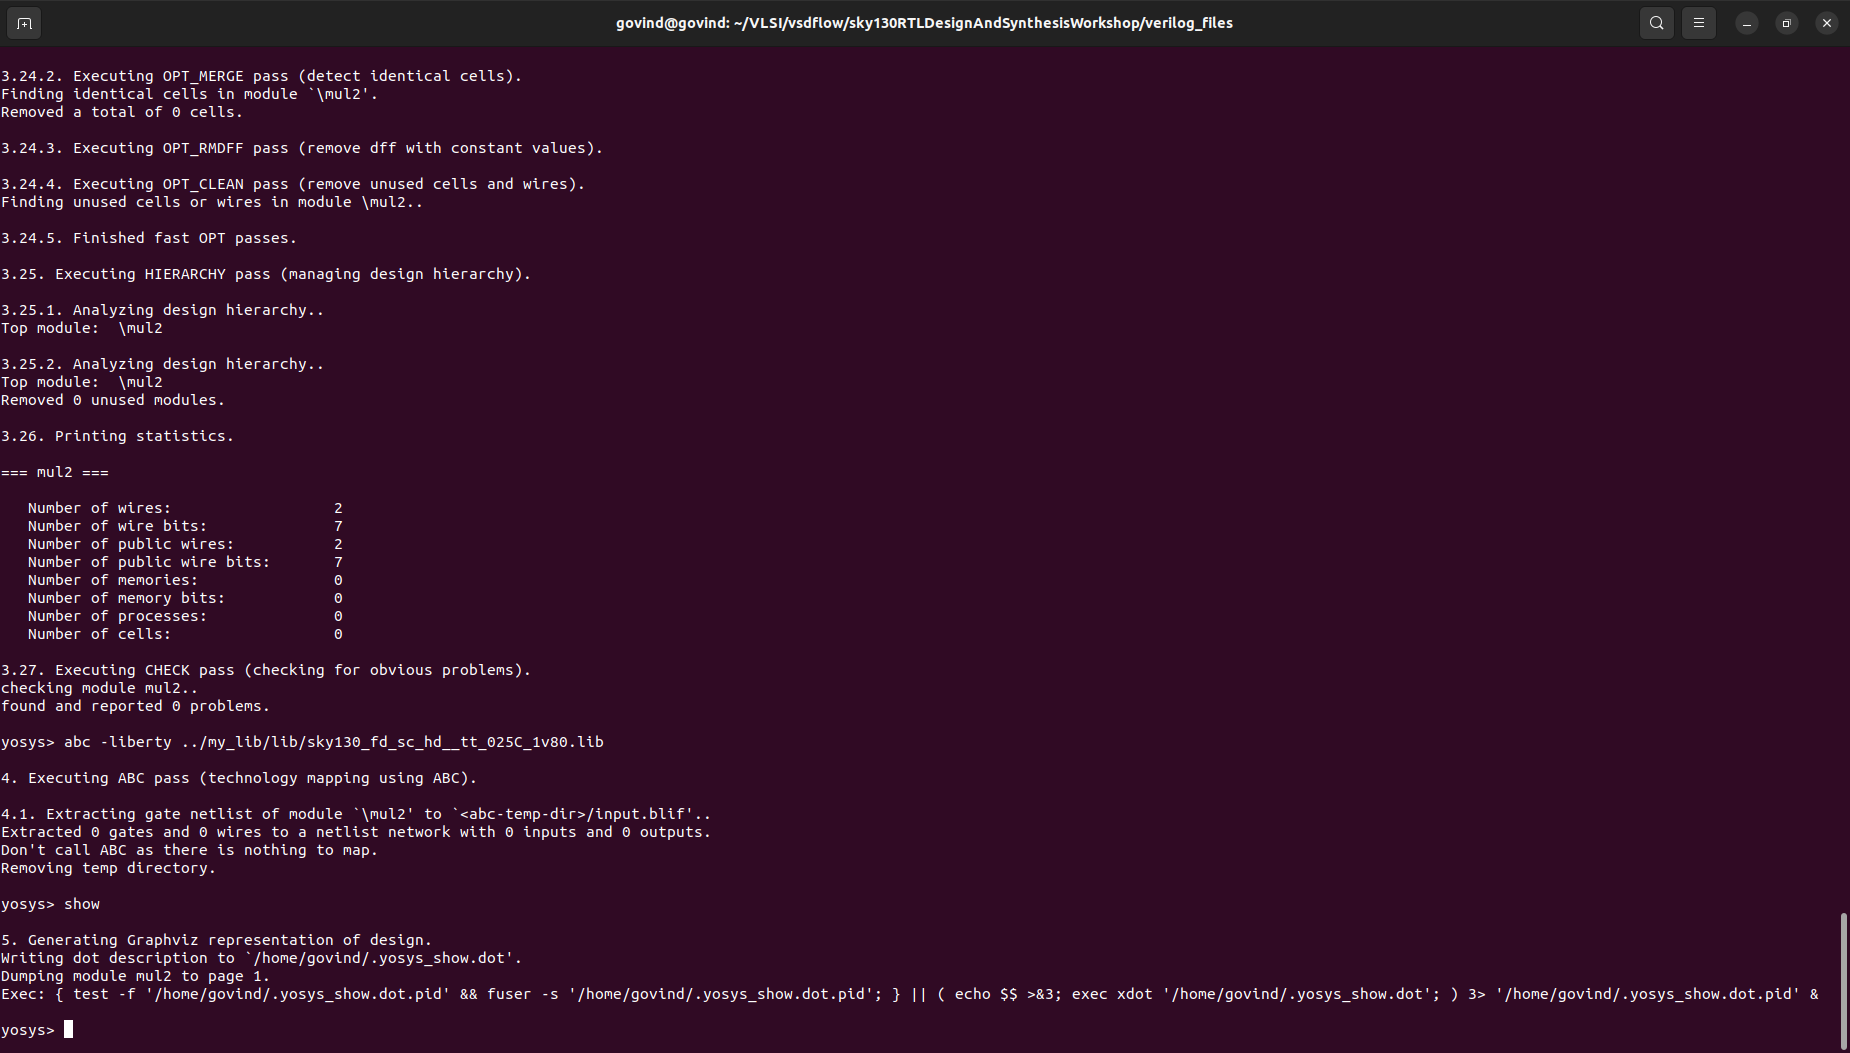 govind@govind: ~/VLSI/vsdflow/sky130RTLDesignAndSynthesisWorkshop/verilog_files
3.24.2. Executing OPT_MERGE pass (detect identical cells).
Finding identical cells in module `\mul2'.
Removed a total of 0 cells.
3.24.3. Executing OPT_RMDFF pass (remove dff with constant values).
3.24.4. Executing OPT_CLEAN pass (remove unused cells and wires).
Finding unused cells or wires in module \mul2..
3.24.5. Finished fast OPT passes.
3.25. Executing HIERARCHY pass (managing design hierarchy).
3.25.1. Analyzing design hierarchy..
Top module:  \mul2
3.25.2. Analyzing design hierarchy..
Top module:  \mul2
Removed 0 unused modules.
3.26. Printing statistics.
=== mul2 ===
   Number of wires:                  2
   Number of wire bits:              7
   Number of public wires:           2
   Number of public wire bits:       7
   Number of memories:               0
   Number of memory bits:            0
   Number of processes:              0
   Number of cells:                  0
3.27. Executing CHECK pass (checking for obvious problems).
checking module mul2..
found and reported 0 problems.
yosys> abc -liberty ../my_lib/lib/sky130_fd_sc_hd__tt_025C_1v80.lib
4. Executing ABC pass (technology mapping using ABC).
4.1. Extracting gate netlist of module `\mul2' to `<abc-temp-dir>/input.blif'..
Extracted 0 gates and 0 wires to a netlist network with 0 inputs and 0 outputs.
Don't call ABC as there is nothing to map.
Removing temp directory.
yosys> show
5. Generating Graphviz representation of design.
Writing dot description to `/home/govind/.yosys_show.dot'.
Dumping module mul2 to page 1.
Exec: { test -f '/home/govind/.yosys_show.dot.pid' && fuser -s '/home/govind/.yosys_show.dot.pid'; } || ( echo $$ >&3; exec xdot '/home/govind/.yosys_show.dot'; ) 3> '/home/govind/.yosys_show.dot.pid' &
yosys>